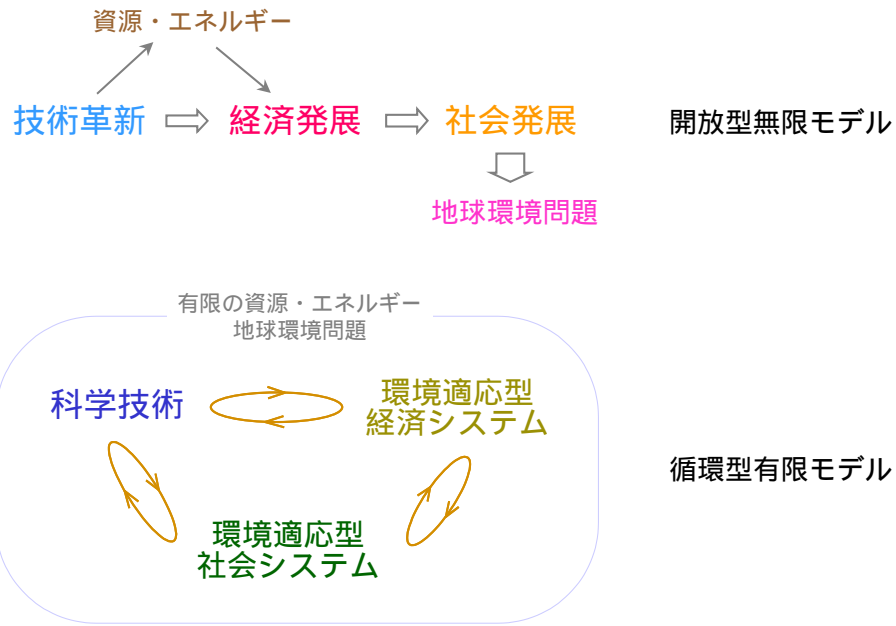 資源・エネルギー
技術革新
経済発展
社会発展
開放型無限モデル
地球環境問題
有限の資源・エネルギー
地球環境問題
科学技術
環境適応型
経済システム
循環型有限モデル
環境適応型
社会システム